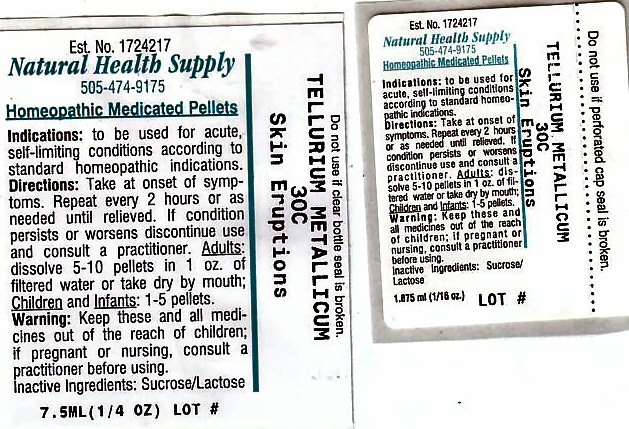 Est. No. 1724217
Natural Health Supply
505-474-9175
Homeopathic Medicated Pellets
Indications: to be used for acute,
self-limiting conditions according to
standard homeopathic indications.
Directions: Take at onset of symp-
toms. Repeat every 2 hours or as
needed until relieved. If condition
persists or worsens discontinue use
and consult a practitioner. Adults:
dissolve 5-10 pellets in 1 oz. of
filtered water or take dry by mouth;
Children and Infants: 1-5 pellets.
Warning: Keep these and all medi-
cines out of the reach of children;
if pregnant or nursing, consult a
practitioner before using.
Inactive Ingredients: Sucrose/Lactose
7.5ML(1/4 OZ) LOT #
Do not use if clear bottle seal is broken.
TELLURIUM METALLICUM
30C
Skin Eruptions
Est. No. 1724217
Natural Health Supply
505-474-9175
Homeopathic Medicated Pellets
Indications: to be used for
acute, self-limiting conditions
according to standard homeo-
pathic indications.
Directions: Take at onset of
symptoms. Repeat every 2 hours
or as needed until relieved. If
condition persists or worsens
discontinue use and consult a
practitioner. Adults: dis-
solve 5-10 pellets in 1 oz. of fil-
tered water or take dry by mouth;
Children and Infants: 1-5 pellets.
Warning: Keep these and
all medicines out of the reach
of children; if pregnant or
nursing, consult a practitioner
before using.
Inactive Ingredients: Sucrose/
Lactose
1.875 ml (1/16 oz.) LOT #
Do not use if perforated cap seal is broken.
TELLURIUM METALLICUM
30C
Skin Eruptions